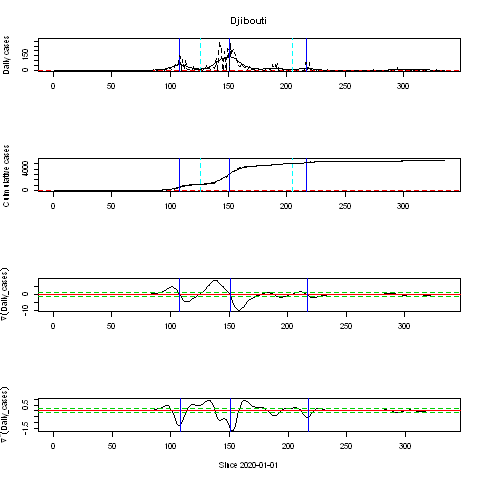 Djibouti
Daily cases
0 150
0 50 100 150 200 250 300
Cumulative cases
0 4000
0 50 100 150 200 250 300
∇(Daily_cases)
-10 0
0 50 100 150 200 250 300
∇²(Daily_cases)
-1.5 0.5
0 50 100 150 200 250 300
Since 2020-01-01